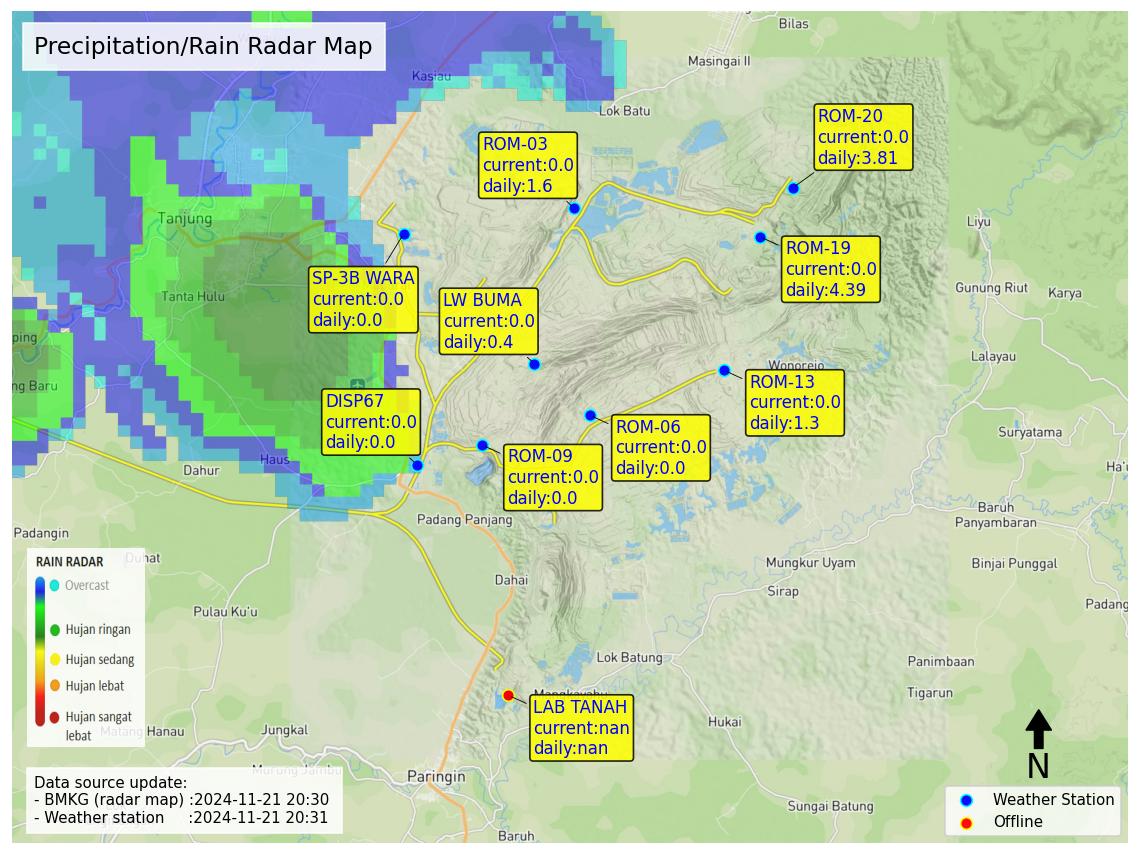 Precipitation/Rain Radar Map
Bilas
Masingai II
Kasiau
Lok Batu
ROM-20
current:0.0
daily:3.81
ROM-03
current:0.0
daily:1.6
Tanjung
Liyu
ROM-19
current:0.0
daily:4.39
SP-3B WARA
current:0.0
daily:0.0
LW BUMA
current:0.0
daily:0.4
Tanta Hulu
Gunung Riut
Karya
ping
Lalayau
Wonorejo
ng Baru
ROM-13
current:0.0
daily:1.3
DISP67
current:0.0
daily:0.0
ROM-06
current:0.0
daily:0.0
Suryatama
ROM-09
current:0.0
daily:0.0
Haus
Dahur
Ha'u
Baruh
Panyambaran
Padang Panjang
Padangin
Duhat
Mungkur Uyam
Binjai Punggal
Dahai
Sirap
Padang
Pulau Ku'u
RAIN RADAR
Overcast
Hujan ringan
Hujan sedang
Hujan lebat
Hujan sangat
lebat
Lok Batung
Panimbaan
Tigarun
Mangkayahu
LAB TANAH
current:nan
daily:nan
Hukai
Matang Hanau
Jungkal
Murung Jambu
Paringin
N
Data source update:
- BMKG (radar map) :2024-11-21 20:30
- Weather station :2024-11-21 20:31
Sungai Batung
Baruh
Weather Station
Offline